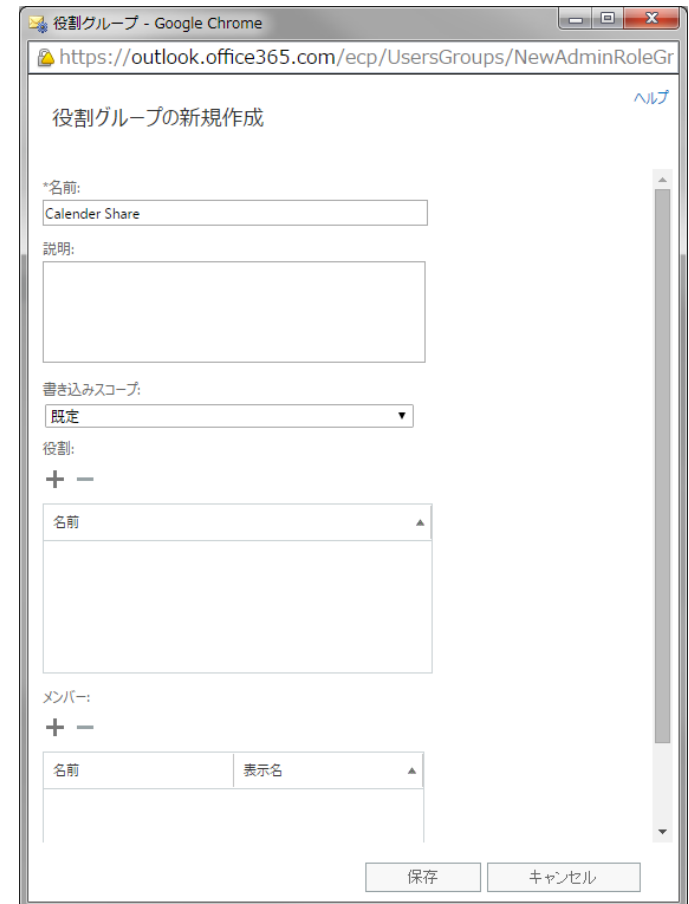 役割グループ - Google Chrome
https://outlook.office365.com/ecp/UsersGroups/NewAdminRoleGr
ヘルプ
役割グループの新規作成
*名前:
Calender Share
説明:
書き込みスコープ:
既定
役割:
名前
メンバー:
名前 表示名
保存 キャンセル